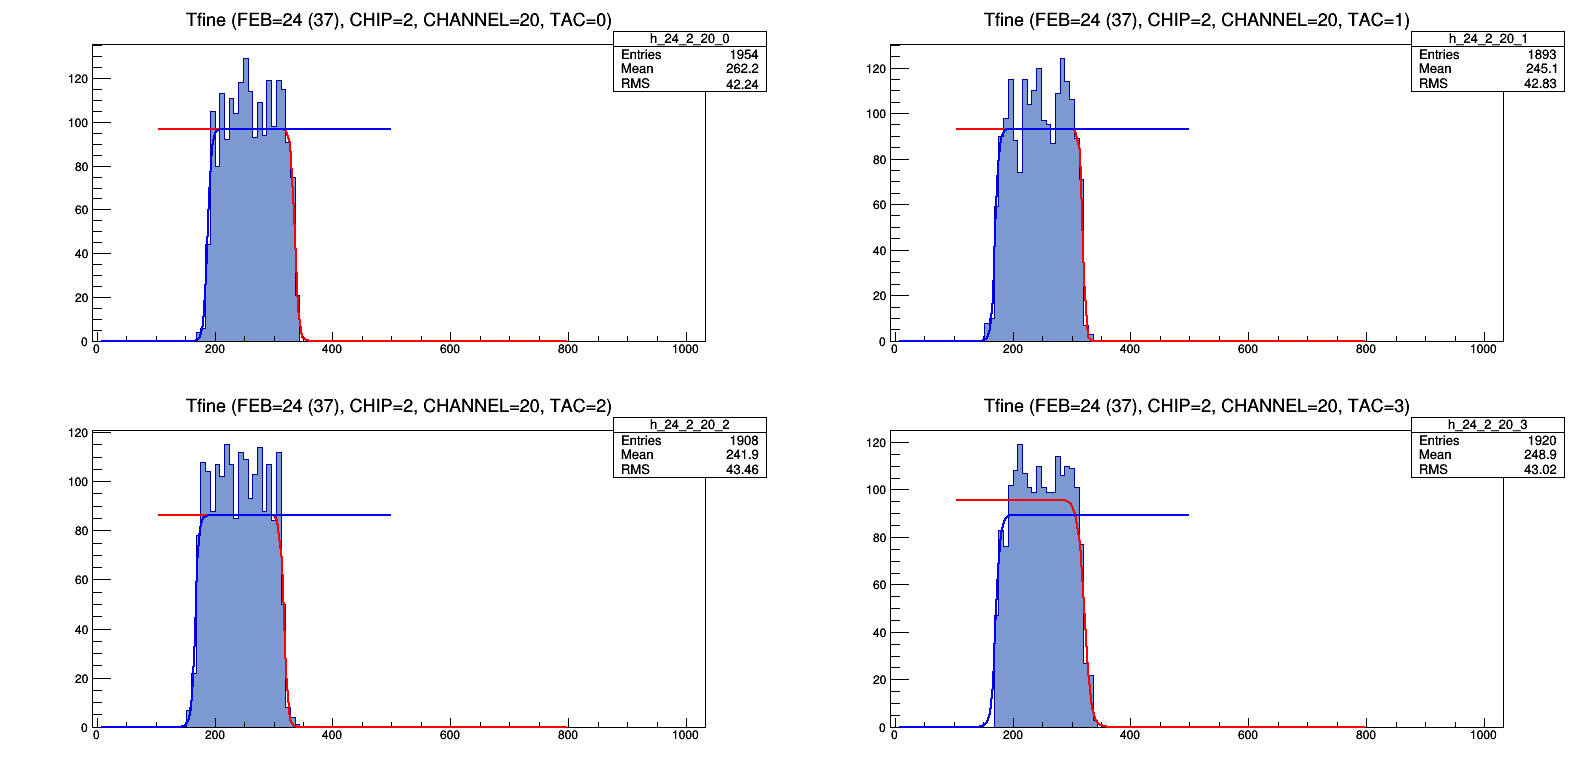 Tfine (FEB=24 (37), CHIP=2, CHANNEL=20, TAC=0)
h_24_2_20_0
Entries 1954
Mean 262.2
RMS 42.24
120
100
80
60
40
20
0
0 200 400 600 800 1000
Tfine (FEB=24 (37), CHIP=2, CHANNEL=20, TAC=1)
h_24_2_20_1
Entries 1893
Mean 245.1
RMS 42.83
120
100
80
60
40
20
0
0 200 400 600 800 1000
Tfine (FEB=24 (37), CHIP=2, CHANNEL=20, TAC=2)
h_24_2_20_2
Entries 1908
Mean 241.9
RMS 43.46
120
100
80
60
40
20
0
0 200 400 600 800 1000
Tfine (FEB=24 (37), CHIP=2, CHANNEL=20, TAC=3)
h_24_2_20_3
Entries 1920
Mean 248.9
RMS 43.02
120
100
80
60
40
20
0
0 200 400 600 800 1000